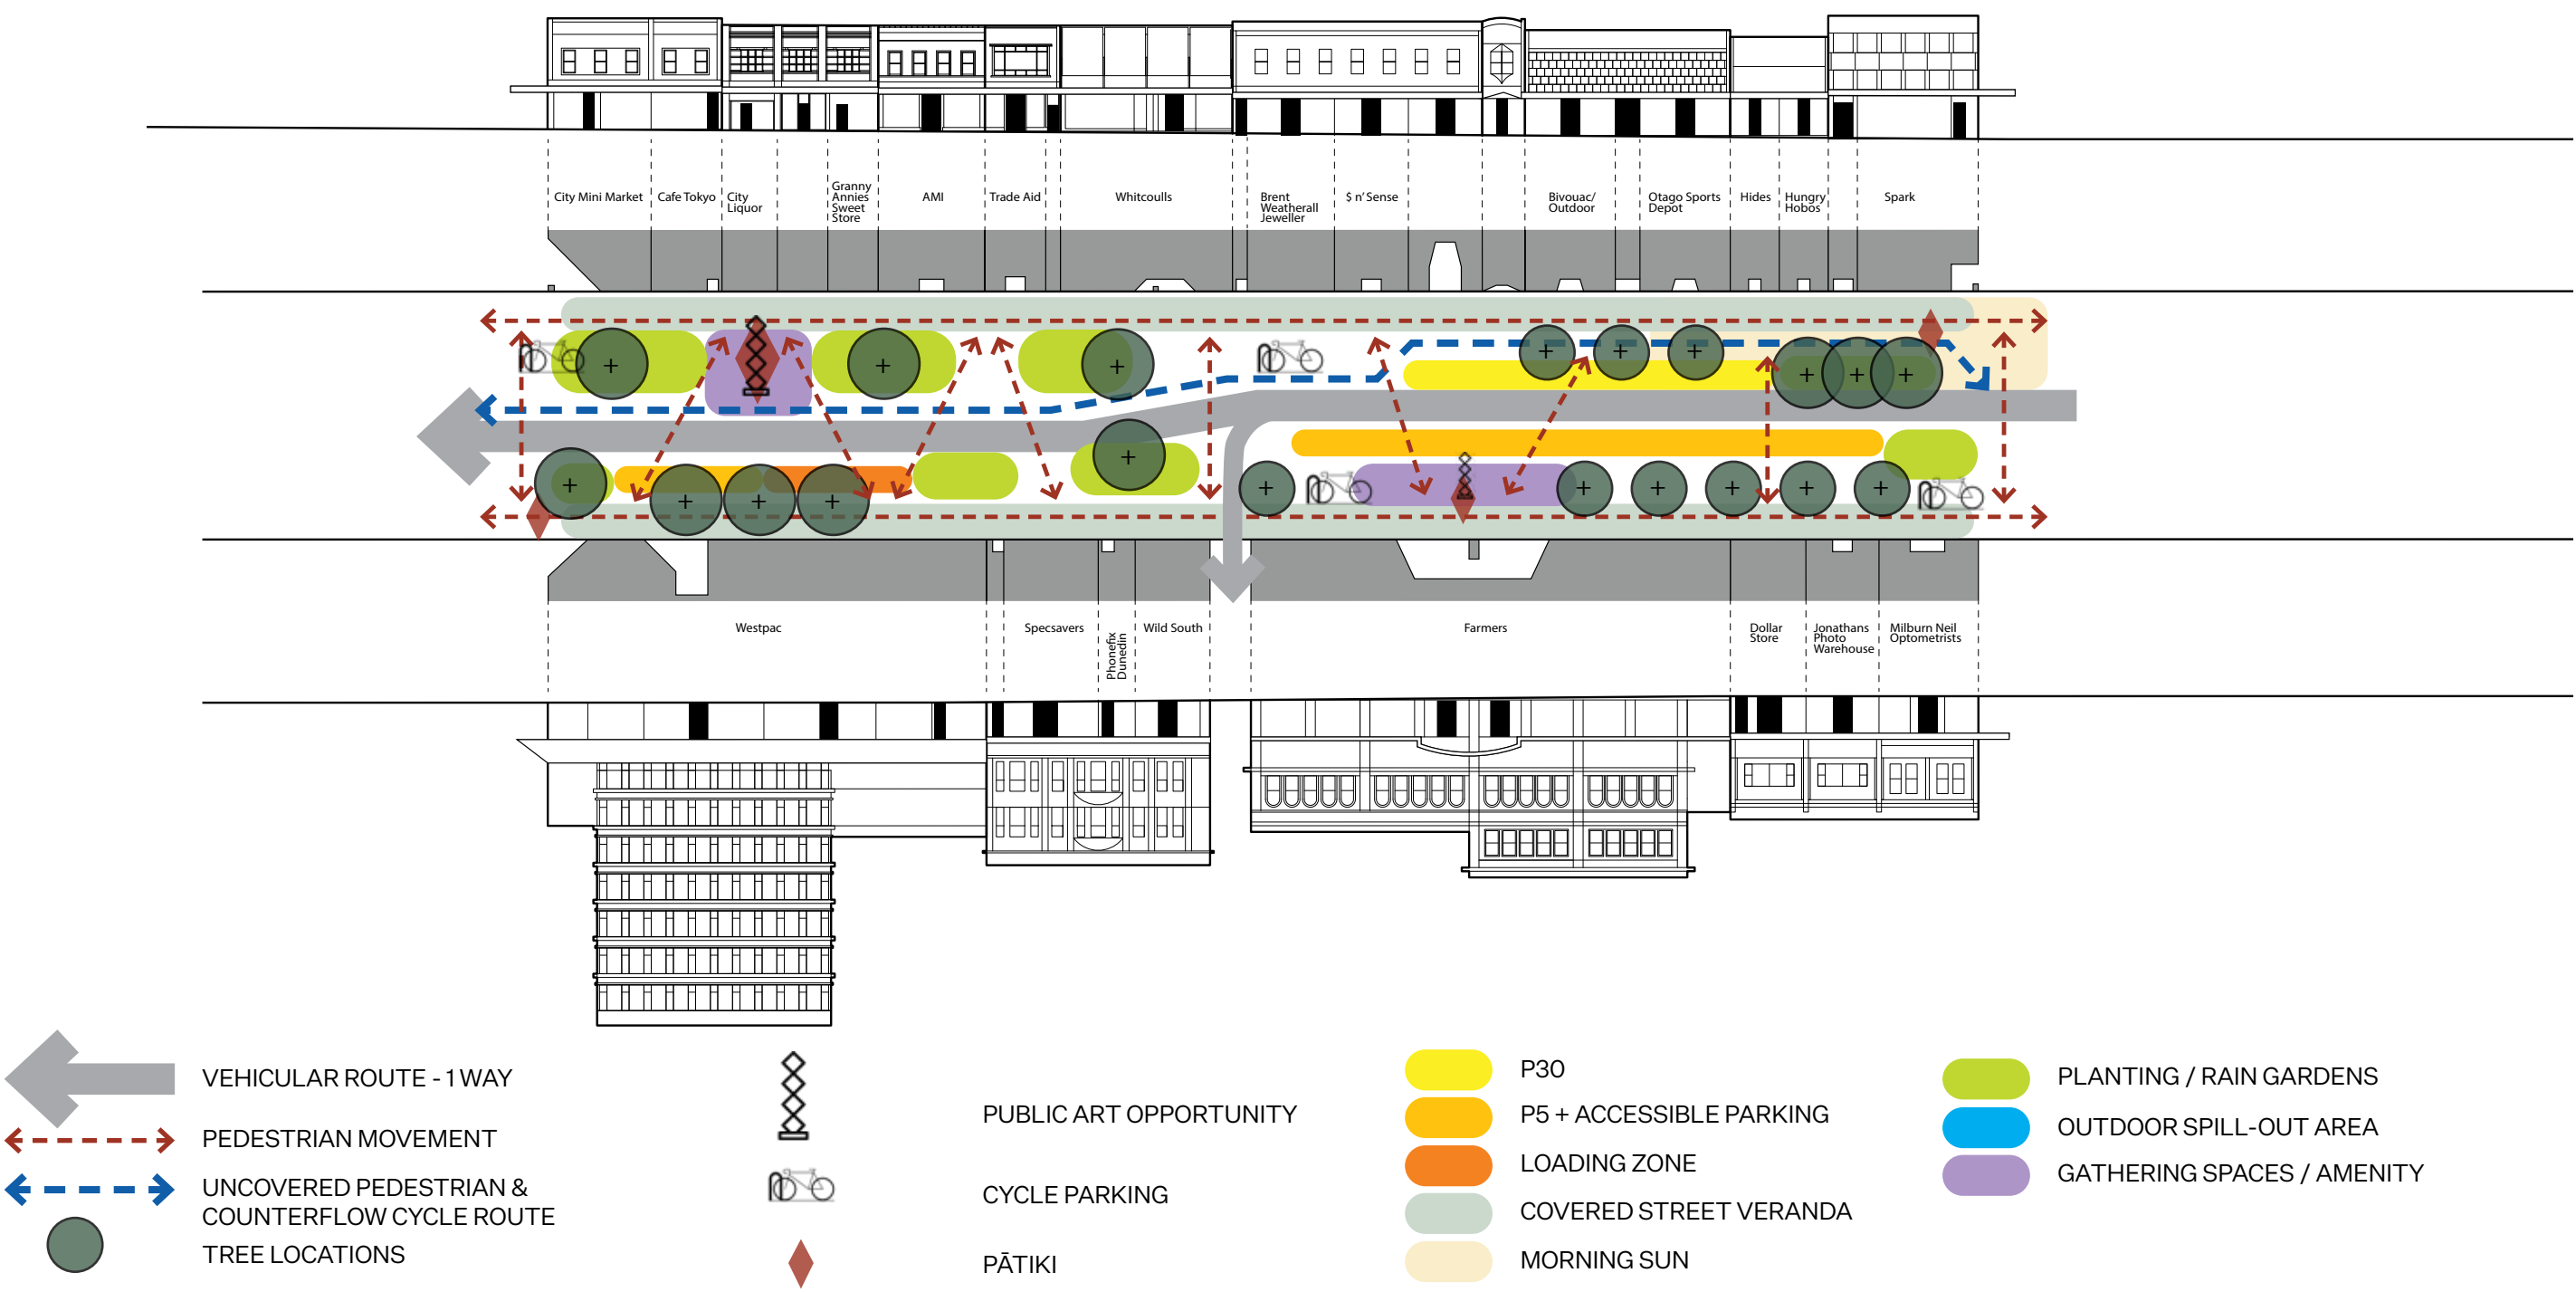 City Mini Market
Cafe Tokyo
City
Liquor
Granny
Annies
Sweet
Store
AMI
Trade Aid
Whitcoulls
Brent
Weatherall
Jeweller
$ n' Sense
Bivouac/
Outdoor
Otago Sports
Depot
Hides
Hungry
Hobos
Spark
Westpac
Specsavers
Phonefix
Dunedin
Wild South
Farmers
Dollar
Store
Jonathans
Photo
Warehouse
Milburn Neil
Optometrists
VEHICULAR ROUTE - 1 WAY
PEDESTRIAN MOVEMENT
UNCOVERED PEDESTRIAN &
COUNTERFLOW CYCLE ROUTE
TREE LOCATIONS
PUBLIC ART OPPORTUNITY
CYCLE PARKING
PĀTIKI
P30
P5 + ACCESSIBLE PARKING
LOADING ZONE
COVERED STREET VERANDA
MORNING SUN
PLANTING / RAIN GARDENS
OUTDOOR SPILL-OUT AREA
GATHERING SPACES / AMENITY